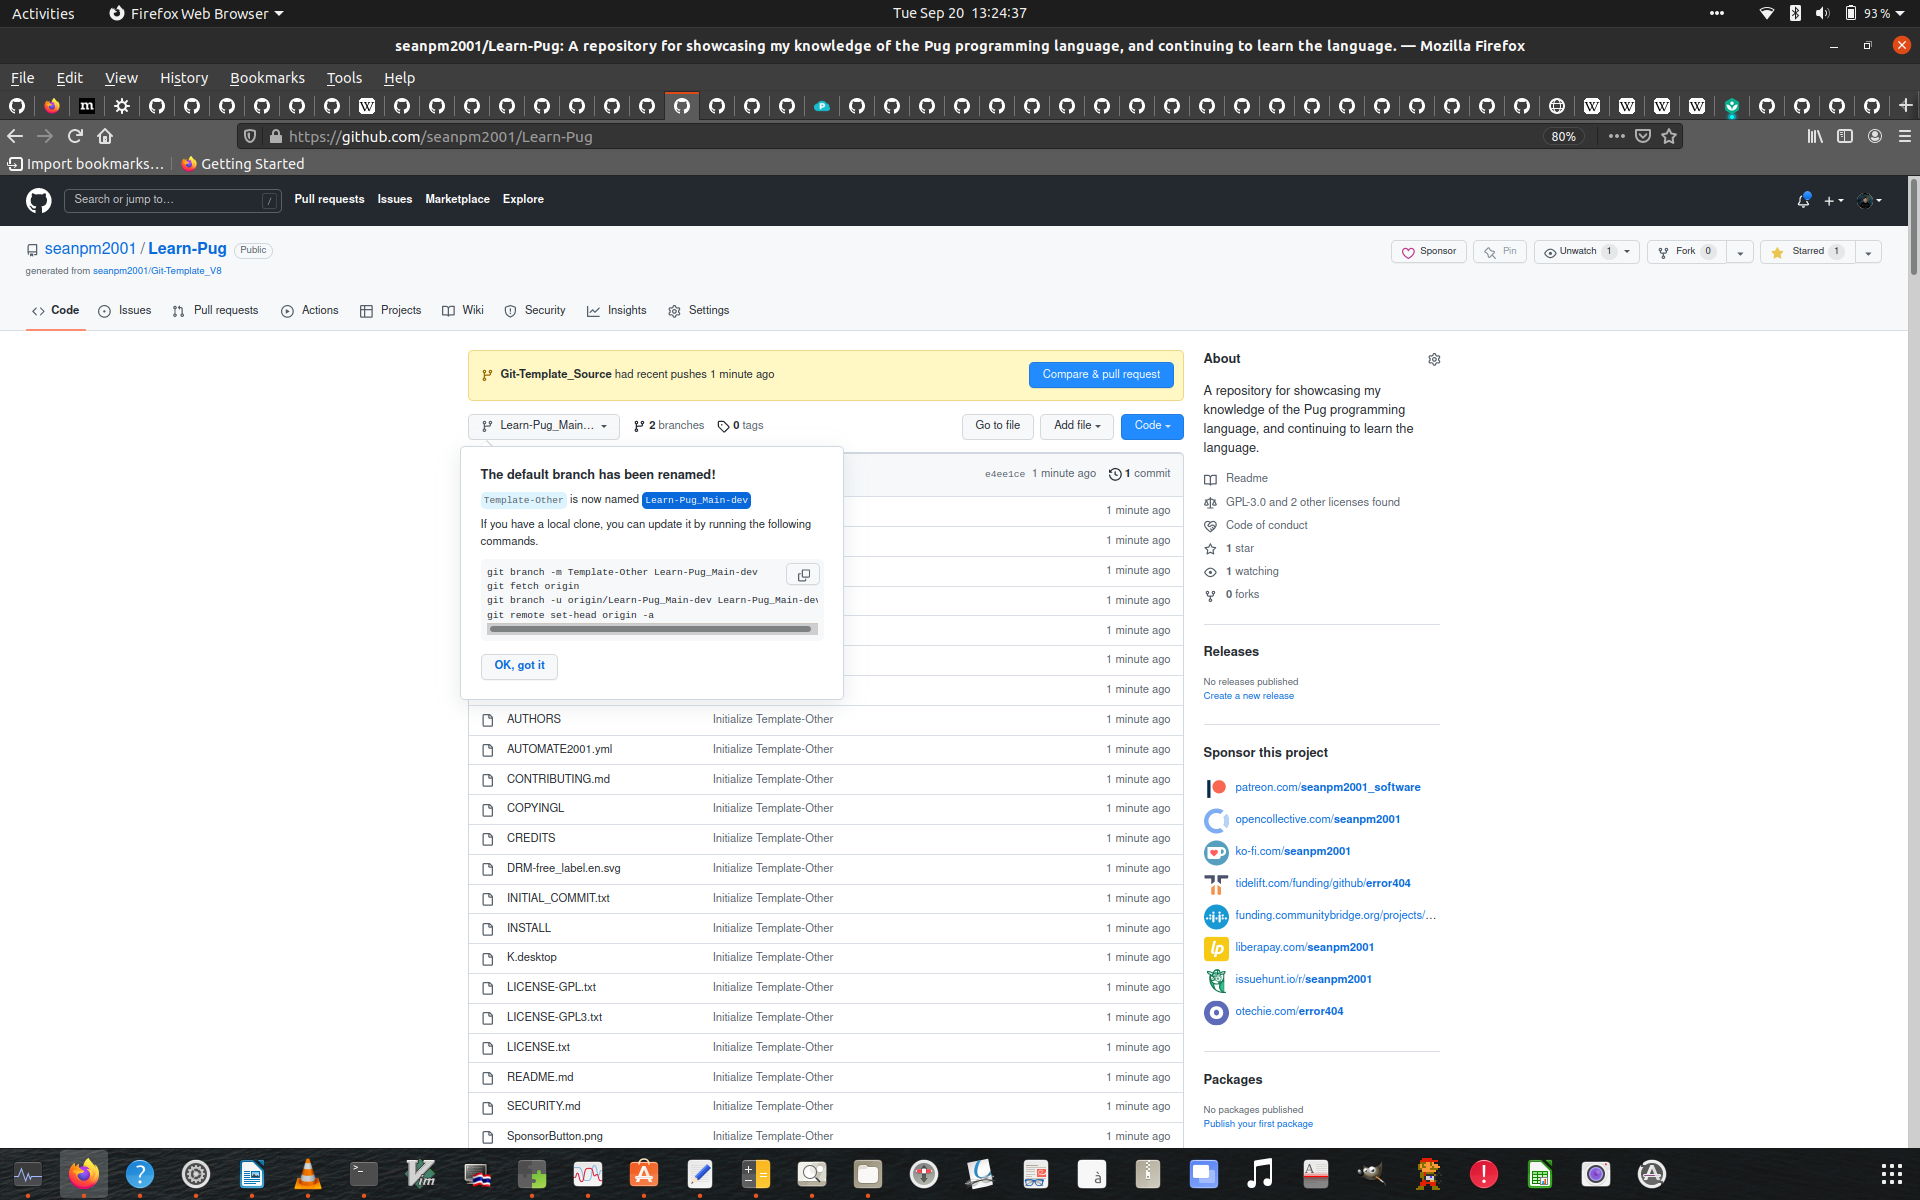 Activities
Firefox Web Browser
Tue Sep 20 13:24:37
93 %
seanpm2001/Learn-Pug: A repository for showcasing my knowledge of the Pug programming language, and continuing to learn the language. — Mozilla Firefox
File Edit View History Bookmarks Tools Help
https://github.com/seanpm2001/Learn-Pug
80%
Import bookmarks…
Getting Started
Search or jump to…
/
Pull requests Issues Marketplace Explore
seanpm2001 / Learn-Pug Public
generated from seanpm2001/Git-Template_V8
Sponsor
Pin
Unwatch 1
Fork 0
Starred 1
Code
Issues
Pull requests
Actions
Projects
Wiki
Security
Insights
Settings
Git-Template_Source had recent pushes 1 minute ago
Compare & pull request
Learn-Pug_Main...
2 branches
0 tags
Go to file
Add file
Code
The default branch has been renamed!
Template-Other is now named Learn-Pug_Main-dev
If you have a local clone, you can update it by running the following
commands.
git branch -m Template-Other Learn-Pug_Main-dev
git fetch origin
git branch -u origin/Learn-Pug_Main-dev Learn-Pug_Main-dev
git remote set-head origin -a
OK, got it
e4ee1ce 1 minute ago 1 commit
1 minute ago
1 minute ago
1 minute ago
1 minute ago
1 minute ago
1 minute ago
1 minute ago
AUTHORS Initialize Template-Other 1 minute ago
AUTOMATE2001.yml Initialize Template-Other 1 minute ago
CONTRIBUTING.md Initialize Template-Other 1 minute ago
COPYINGL Initialize Template-Other 1 minute ago
CREDITS Initialize Template-Other 1 minute ago
DRM-free_label.en.svg Initialize Template-Other 1 minute ago
INITIAL_COMMIT.txt Initialize Template-Other 1 minute ago
INSTALL Initialize Template-Other 1 minute ago
K.desktop Initialize Template-Other 1 minute ago
LICENSE-GPL.txt Initialize Template-Other 1 minute ago
LICENSE-GPL3.txt Initialize Template-Other 1 minute ago
LICENSE.txt Initialize Template-Other 1 minute ago
README.md Initialize Template-Other 1 minute ago
SECURITY.md Initialize Template-Other 1 minute ago
SponsorButton.png Initialize Template-Other 1 minute ago
About
A repository for showcasing my
knowledge of the Pug programming
language, and continuing to learn the
language.
Readme
GPL-3.0 and 2 other licenses found
Code of conduct
1 star
1 watching
0 forks
Releases
No releases published
Create a new release
Sponsor this project
patreon.com/seanpm2001_software
opencollective.com/seanpm2001
ko-fi.com/seanpm2001
tidelift.com/funding/github/error404
funding.communitybridge.org/projects/…
liberapay.com/seanpm2001
issuehunt.io/r/seanpm2001
otechie.com/error404
Packages
No packages published
Publish your first package